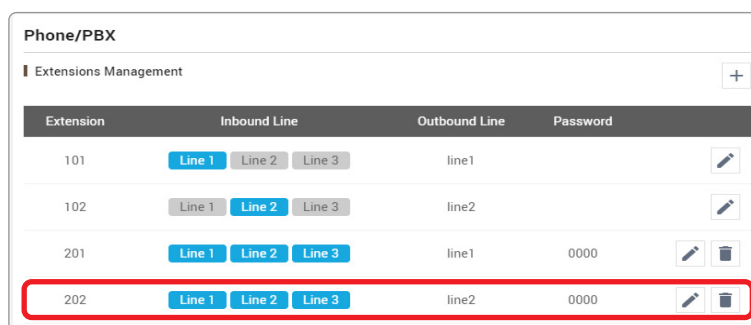 Phone/PBX
Extensions Management
Extension Inbound Line Outbound Line Password
101 Line 1 Line 2 Line 3 line1
102 Line 1 Line 2 Line 3 line2
201 Line 1 Line 2 Line 3 line1 0000
202 Line 1 Line 2 Line 3 line2 0000